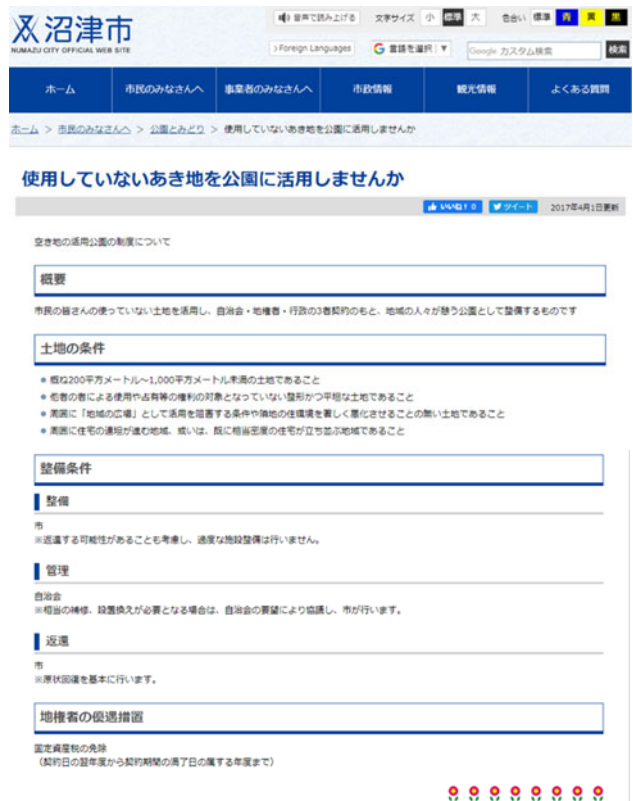 沼津市
NUMAZU CITY OFFICIAL WEB SITE
音声で読み上げる 文字サイズ 小 標準 大 色合い 標準 青 黄 黒
Foreign Languages G 言語を選択 ▼ Google カスタム検索 検索
ホーム 市民のみなさんへ 事業者のみなさんへ 市政情報 観光情報 よくある質問
ホーム > 市民のみなさんへ > 公園とみどり > 使用していないあき地を公園に活用しませんか
使用していないあき地を公園に活用しませんか
いいね！ 0 ツイート 2017年4月1日更新
空き地の活用公園の制度について
概要
市民の皆さんの使っていない土地を活用し、自治会・地権者・行政の3者契約のもと、地域の人々が憩う公園として整備するものです
土地の条件
概ね200平方メートル～1,000平方メートル未満の土地であること
他者の者による使用や占有等の権利の対象となっていない整形かつ平坦な土地であること
周囲に「地域の広場」として活用を阻害する条件や隣地の住環境を著しく悪化させることの無い土地であること
周囲に住宅の連坦が進む地域、或いは、既に相当密度の住宅が立ち並ぶ地域であること
整備条件
整備
市
※返還する可能性があることも考慮し、過度な施設整備は行いません。
管理
自治会
※相当の補修、設置換えが必要となる場合は、自治会の要望により協議し、市が行います。
返還
市
※原状回復を基本に行います。
地権者の優遇措置
固定資産税の免除
（契約日の翌年度から契約期間の満了日の属する年度まで）